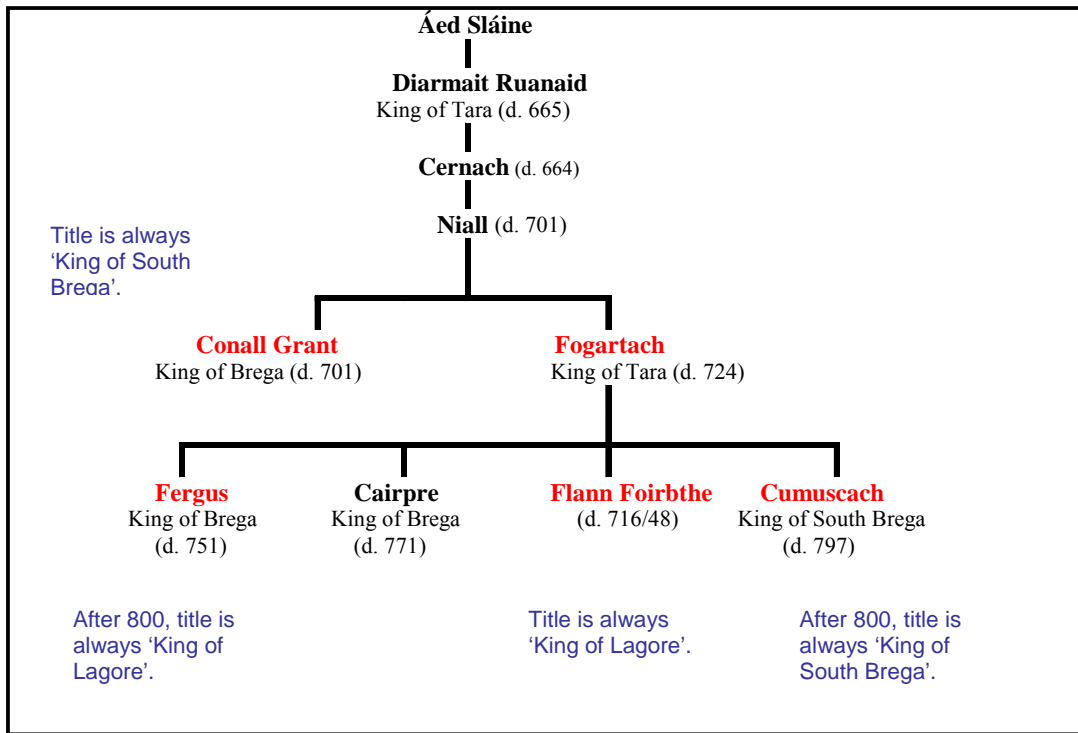 Áed Sláine
Diarmait Ruanaid
King of Tara (d. 665)
Cernach (d. 664)
Niall (d. 701)
Title is always
‘King of South
Brega’.
Conall Grant
King of Brega (d. 701)
Fogartach
King of Tara (d. 724)
Fergus
King of Brega
(d. 751)
Cairpre
King of Brega
(d. 771)
Flann Foirbthe
(d. 716/48)
Cumuscach
King of South Brega
(d. 797)
After 800, title is
always ‘King of
Lagore’.
Title is always
‘King of Lagore’.
After 800, title is
always ‘King of
South Brega’.